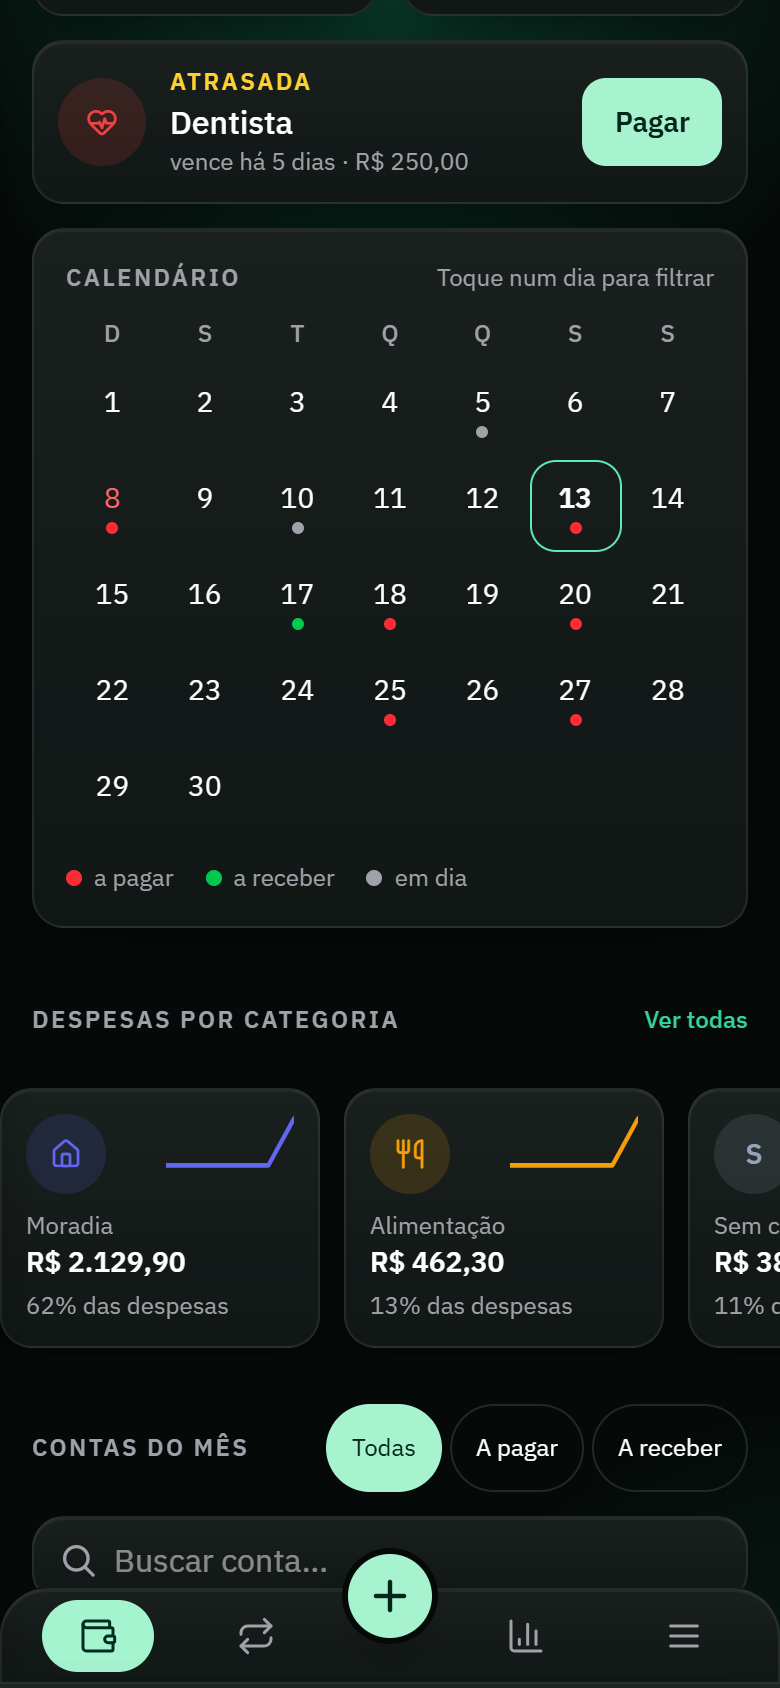 ATRASADA
Dentista
Pagar
vence há 5 dias · R$ 250,00
CALENDÁRIO
Toque num dia para filtrar
D S T Q Q S S
1 2 3 4 5 6 7
8 9 10 11 12 13 14
15 16 17 18 19 20 21
22 23 24 25 26 27 28
29 30
a pagar a receber em dia
DESPESAS POR CATEGORIA
Ver todas
Moradia
R$ 2.129,90
62% das despesas
Alimentação
R$ 462,30
13% das despesas
S
Sem
R$
11%
CONTAS DO MÊS
Todas
A pagar
A receber
Buscar conta...